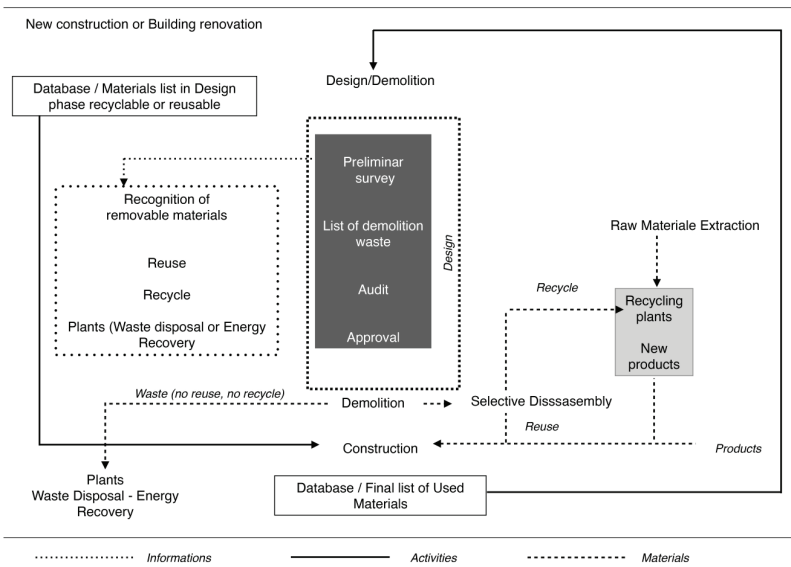 New construction or Building renovation
Design/Demolition
Database / Materials list in Design
phase recyclable or reusable
Preliminar
survey
List of demolition
waste
Audit
Approval
Design
Recognition of
removable materials
Reuse
Recycle
Plants (Waste disposal or Energy
Recovery
Raw Materiale Extraction
Recycle
Recycling
plants
New
products
Waste (no reuse, no recycle)
Demolition
Selective Disssasembly
Reuse
Construction
Products
Plants
Waste Disposal - Energy
Recovery
Database / Final list of Used
Materials
Informations
Activities
Materials